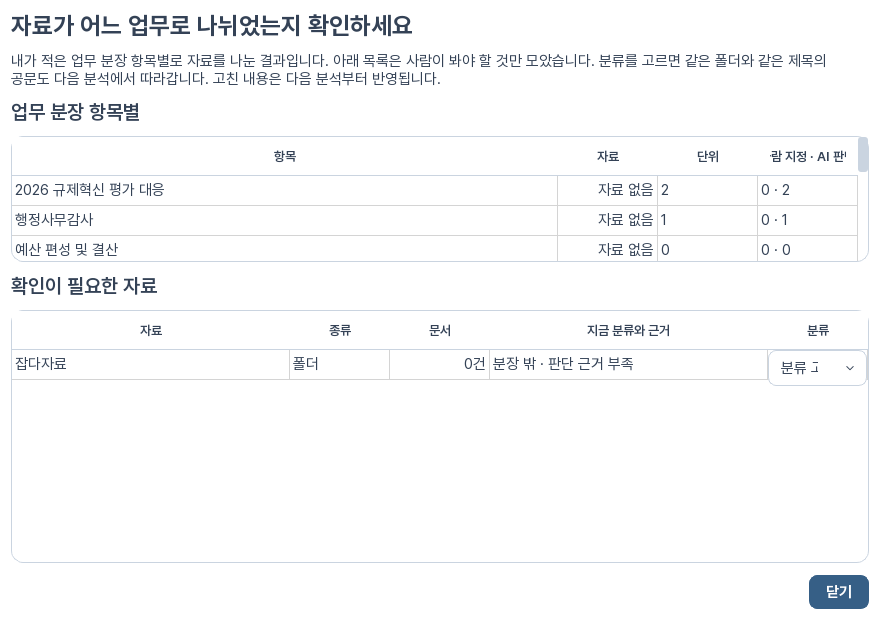 자료가 어느 업무로 나뉘었는지 확인하세요
내가 적은 업무 분장 항목별로 자료를 나눈 결과입니다. 아래 목록은 사람이 봐야 할 것만 모았습니다. 분류를 고르면 같은 폴더와 같은 제목의
공문도 다음 분석에서 따라갑니다. 고친 내용은 다음 분석부터 반영됩니다.
업무 분장 항목별
항목 자료 단위 람 지정 · AI 판
2026 규제혁신 평가 대응 자료 없음 2 0 · 2
행정사무감사 자료 없음 1 0 · 1
예산 편성 및 결산 자료 없음 0 0 · 0
확인이 필요한 자료
자료 종류 문서 지금 분류와 근거 분류
잡다자료 폴더 0건 분장 밖 · 판단 근거 부족 분류
닫기